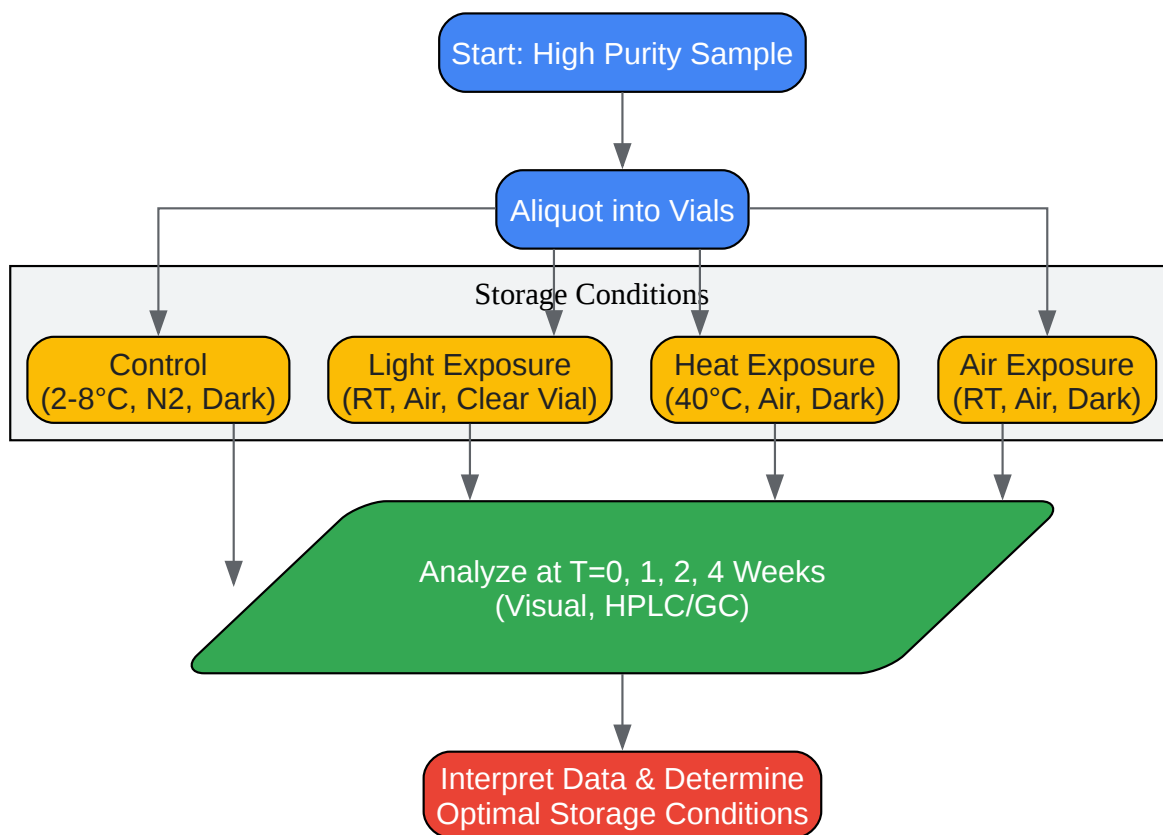 Start: High Purity Sample
Aliquot into Vials
Storage Conditions
Control
(2-8°C, N2, Dark)
Light Exposure
(RT, Air, Clear Vial)
Heat Exposure
(40°C, Air, Dark)
Air Exposure
(RT, Air, Dark)
Analyze at T=0, 1, 2, 4 Weeks
(Visual, HPLC/GC)
Interpret Data & Determine
Optimal Storage Conditions